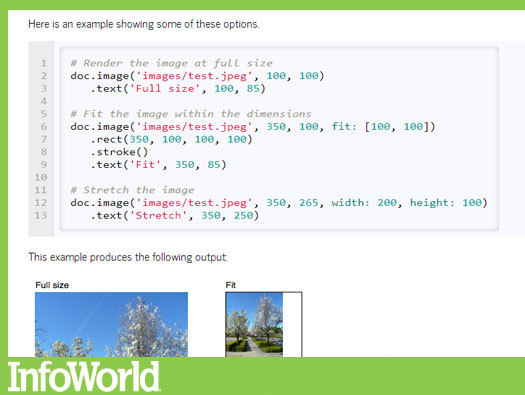 Here is an example showing some of these options.
1 # Render the image at full size
2 doc.image('images/test.jpeg', 100, 100)
3 .text('Full size', 100, 85)
4
5 # Fit the image within the dimensions
6 doc.image('images/test.jpeg', 350, 100, fit: [100, 100])
7 .rect(350, 100, 100, 100)
8 .stroke()
9 .text('Fit', 350, 85)
10
11 # Stretch the image
12 doc.image('images/test.jpeg', 350, 265, width: 200, height: 100)
13 .text('Stretch', 350, 250)
This example produces the following output:
Full size Fit
InfoWorld